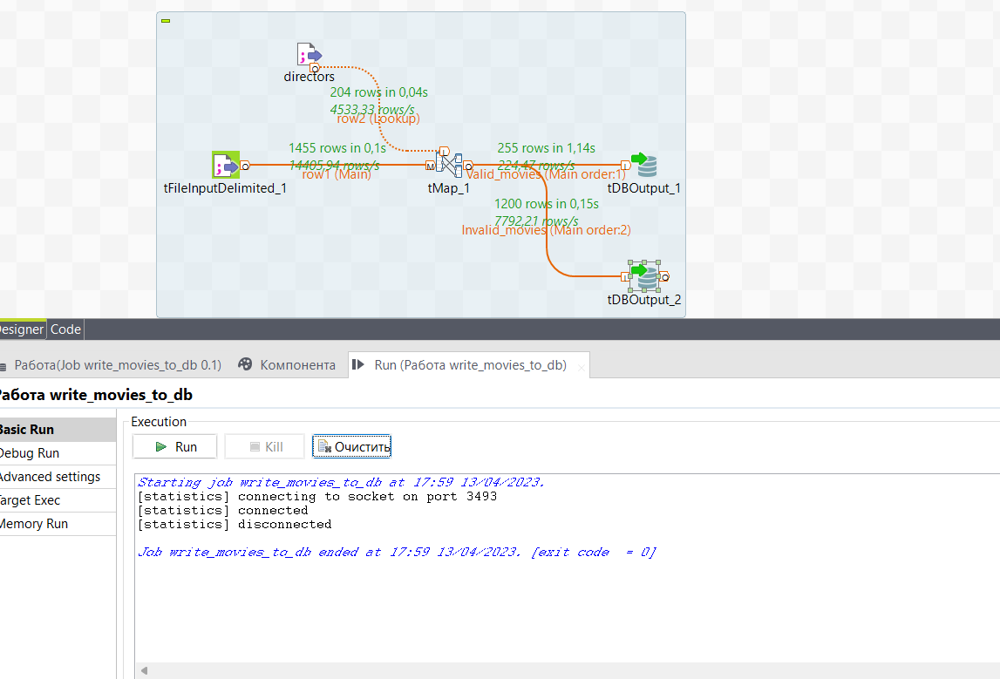 directors
204 rows in 0,04s
4533,33 rows/s
row2 (Lookup)
1455 rows in 0,1s
14405,94 rows/s
row1 (Main)
255 rows in 1,14s
224,47 rows/s
Valid_movies (Main order:1)
tFileInputDelimited_1
tMap_1
tDBOutput_1
1200 rows in 0,15s
7792,21 rows/s
Invalid_movies (Main order:2)
tDBOutput_2
Designer Code
Работа(Job write_movies_to_db 0.1) Компонента Run (Работа write_movies_to_db)
Работа write_movies_to_db
Basic Run
Debug Run
Advanced settings
Target Exec
Memory Run
Execution
Run Kill Очистить
Starting job write_movies_to_db at 17:59 13/04/2023.
[statistics] connecting to socket on port 3493
[statistics] connected
[statistics] disconnected
Job write_movies_to_db ended at 17:59 13/04/2023. [exit code = 0]